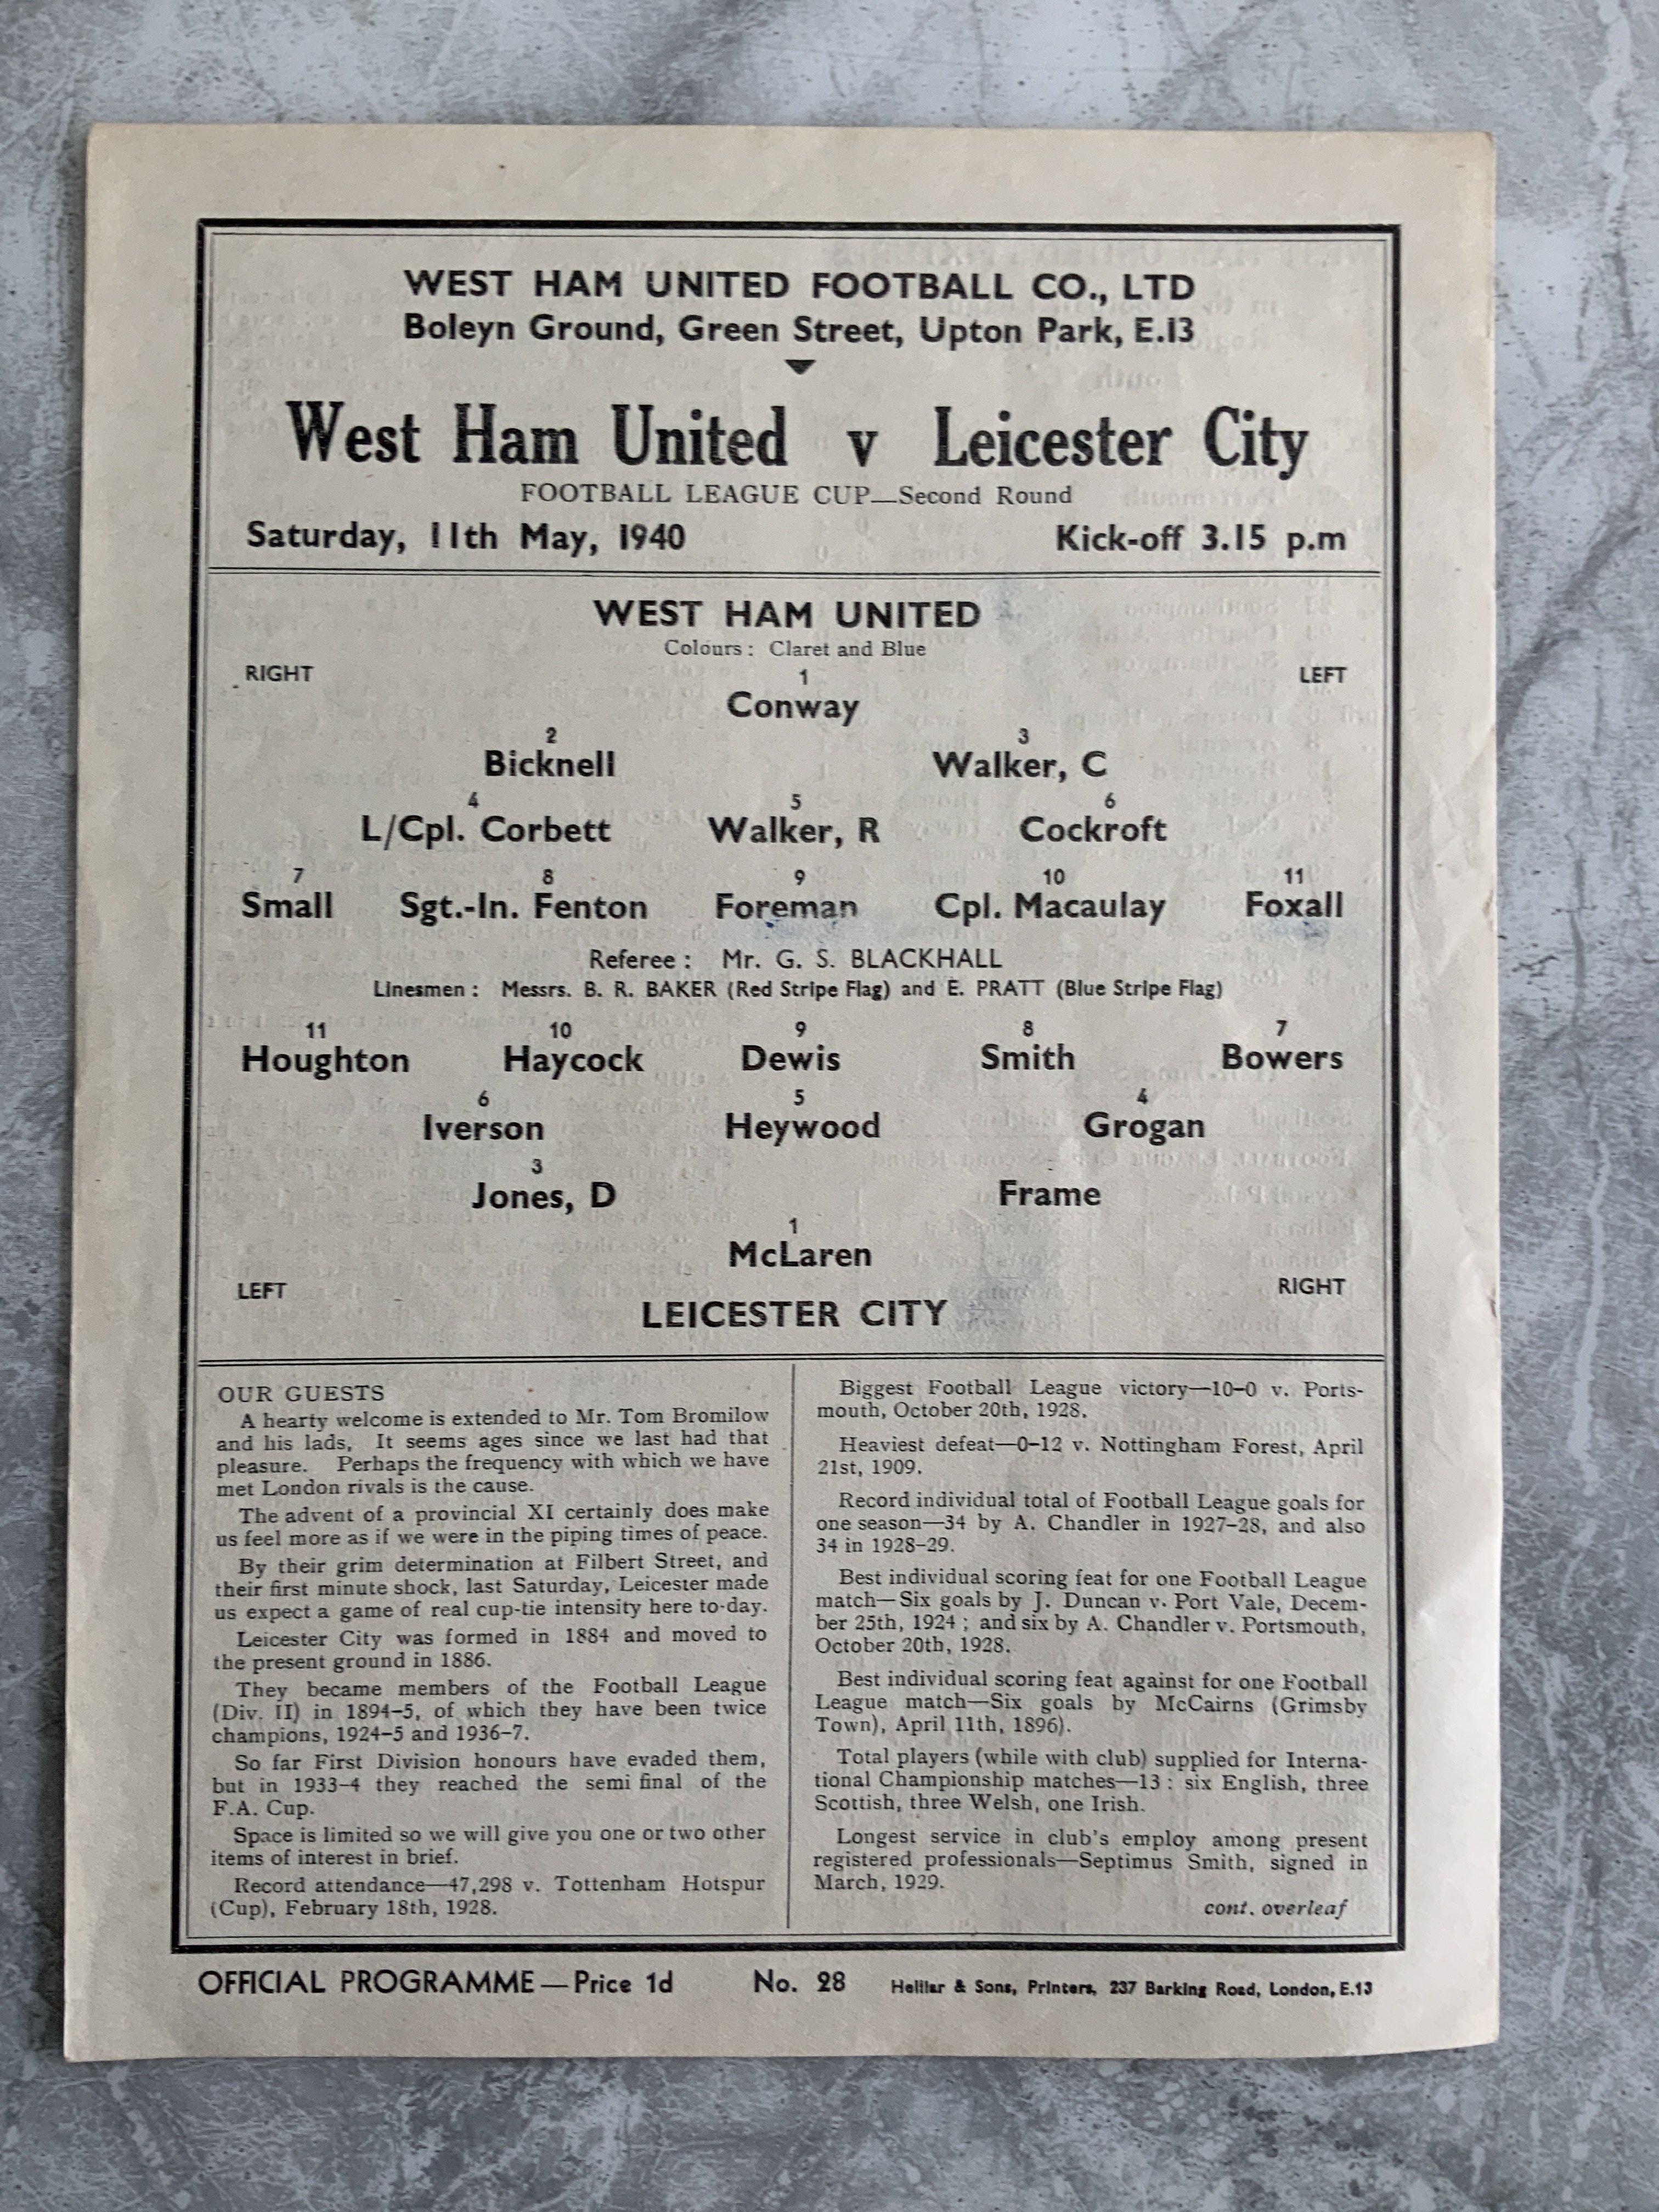 WEST HAM UNITED FOOTBALL CO., LTD
Boleyn Ground, Green Street, Upton Park, E.13
West Ham United v Leicester City
FOOTBALL LEAGUE CUP—Second Round
Saturday, 11th May, 1940 Kick-off 3.15 p.m
WEST HAM UNITED
Colours : Claret and Blue
RIGHT LEFT
1
Conway
2 3
Bicknell Walker, C
4 5 6
L/Cpl. Corbett Walker, R Cockroft
7 8 9 10 11
Small Sgt.-In. Fenton Foreman Cpl. Macaulay Foxall
Referee : Mr. G. S. BLACKHALL
Linesmen : Messrs. B. R. BAKER (Red Stripe Flag) and E. PRATT (Blue Stripe Flag)
11 10 9 8 7
Houghton Haycock Dewis Smith Bowers
6 5 4
Iverson Heywood Grogan
3
Jones, D Frame
1
McLaren
LEFT RIGHT
LEICESTER CITY
OUR GUESTS
A hearty welcome is extended to Mr. Tom Bromilow
and his lads, It seems ages since we last had that
pleasure. Perhaps the frequency with which we have
met London rivals is the cause.
The advent of a provincial XI certainly does make
us feel more as if we were in the piping times of peace.
By their grim determination at Filbert Street, and
their first minute shock, last Saturday, Leicester made
us expect a game of real cup-tie intensity here to-day.
Leicester City was formed in 1884 and moved to
the present ground in 1886.
They became members of the Football League
(Div. II) in 1894-5, of which they have been twice
champions, 1924-5 and 1936-7.
So far First Division honours have evaded them,
but in 1933-4 they reached the semi final of the
F.A. Cup.
Space is limited so we will give you one or two other
items of interest in brief.
Record attendance—47,298 v. Tottenham Hotspur
(Cup), February 18th, 1928.
Biggest Football League victory—10-0 v. Ports-
mouth, October 20th, 1928.
Heaviest defeat—0-12 v. Nottingham Forest, April
21st, 1909.
Record individual total of Football League goals for
one season—34 by A. Chandler in 1927-28, and also
34 in 1928-29.
Best individual scoring feat for one Football League
match—Six goals by J. Duncan v. Port Vale, Decem-
ber 25th, 1924 ; and six by A. Chandler v. Portsmouth,
October 20th, 1928.
Best individual scoring feat against for one Football
League match—Six goals by McCairns (Grimsby
Town), April 11th, 1896).
Total players (while with club) supplied for Interna-
tional Championship matches—13 : six English, three
Scottish, three Welsh, one Irish.
Longest service in club's employ among present
registered professionals—Septimus Smith, signed in
March, 1929.
cont. overleaf
OFFICIAL PROGRAMME—Price 1d No. 28 Helliar & Sons, Printers, 237 Barking Road, London, E.13